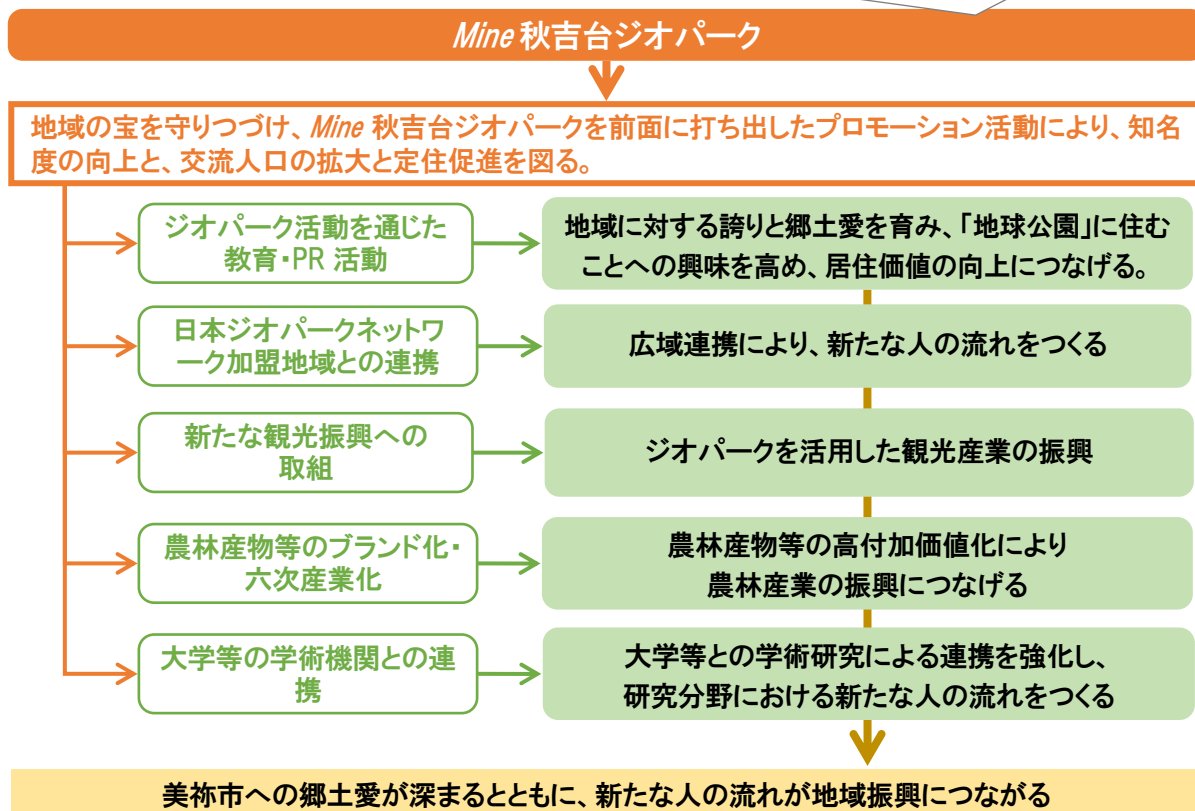 Mine 秋吉台ジオパーク
地域の宝を守りつづけ、Mine 秋吉台ジオパークを前面に打ち出したプロモーション活動により、知名
度の向上と、交流人口の拡大と定住促進を図る。
ジオパーク活動を通じた
教育・PR 活動
地域に対する誇りと郷土愛を育み、「地球公園」に住む
ことへの興味を高め、居住価値の向上につなげる。
日本ジオパークネットワ
ーク加盟地域との連携
広域連携により、新たな人の流れをつくる
新たな観光振興への
取組
ジオパークを活用した観光産業の振興
農林産物等のブランド化・
六次産業化
農林産物等の高付加価値化により
農林産業の振興につなげる
大学等の学術機関との連
携
大学等との学術研究による連携を強化し、
研究分野における新たな人の流れをつくる
美祢市への郷土愛が深まるとともに、新たな人の流れが地域振興につながる